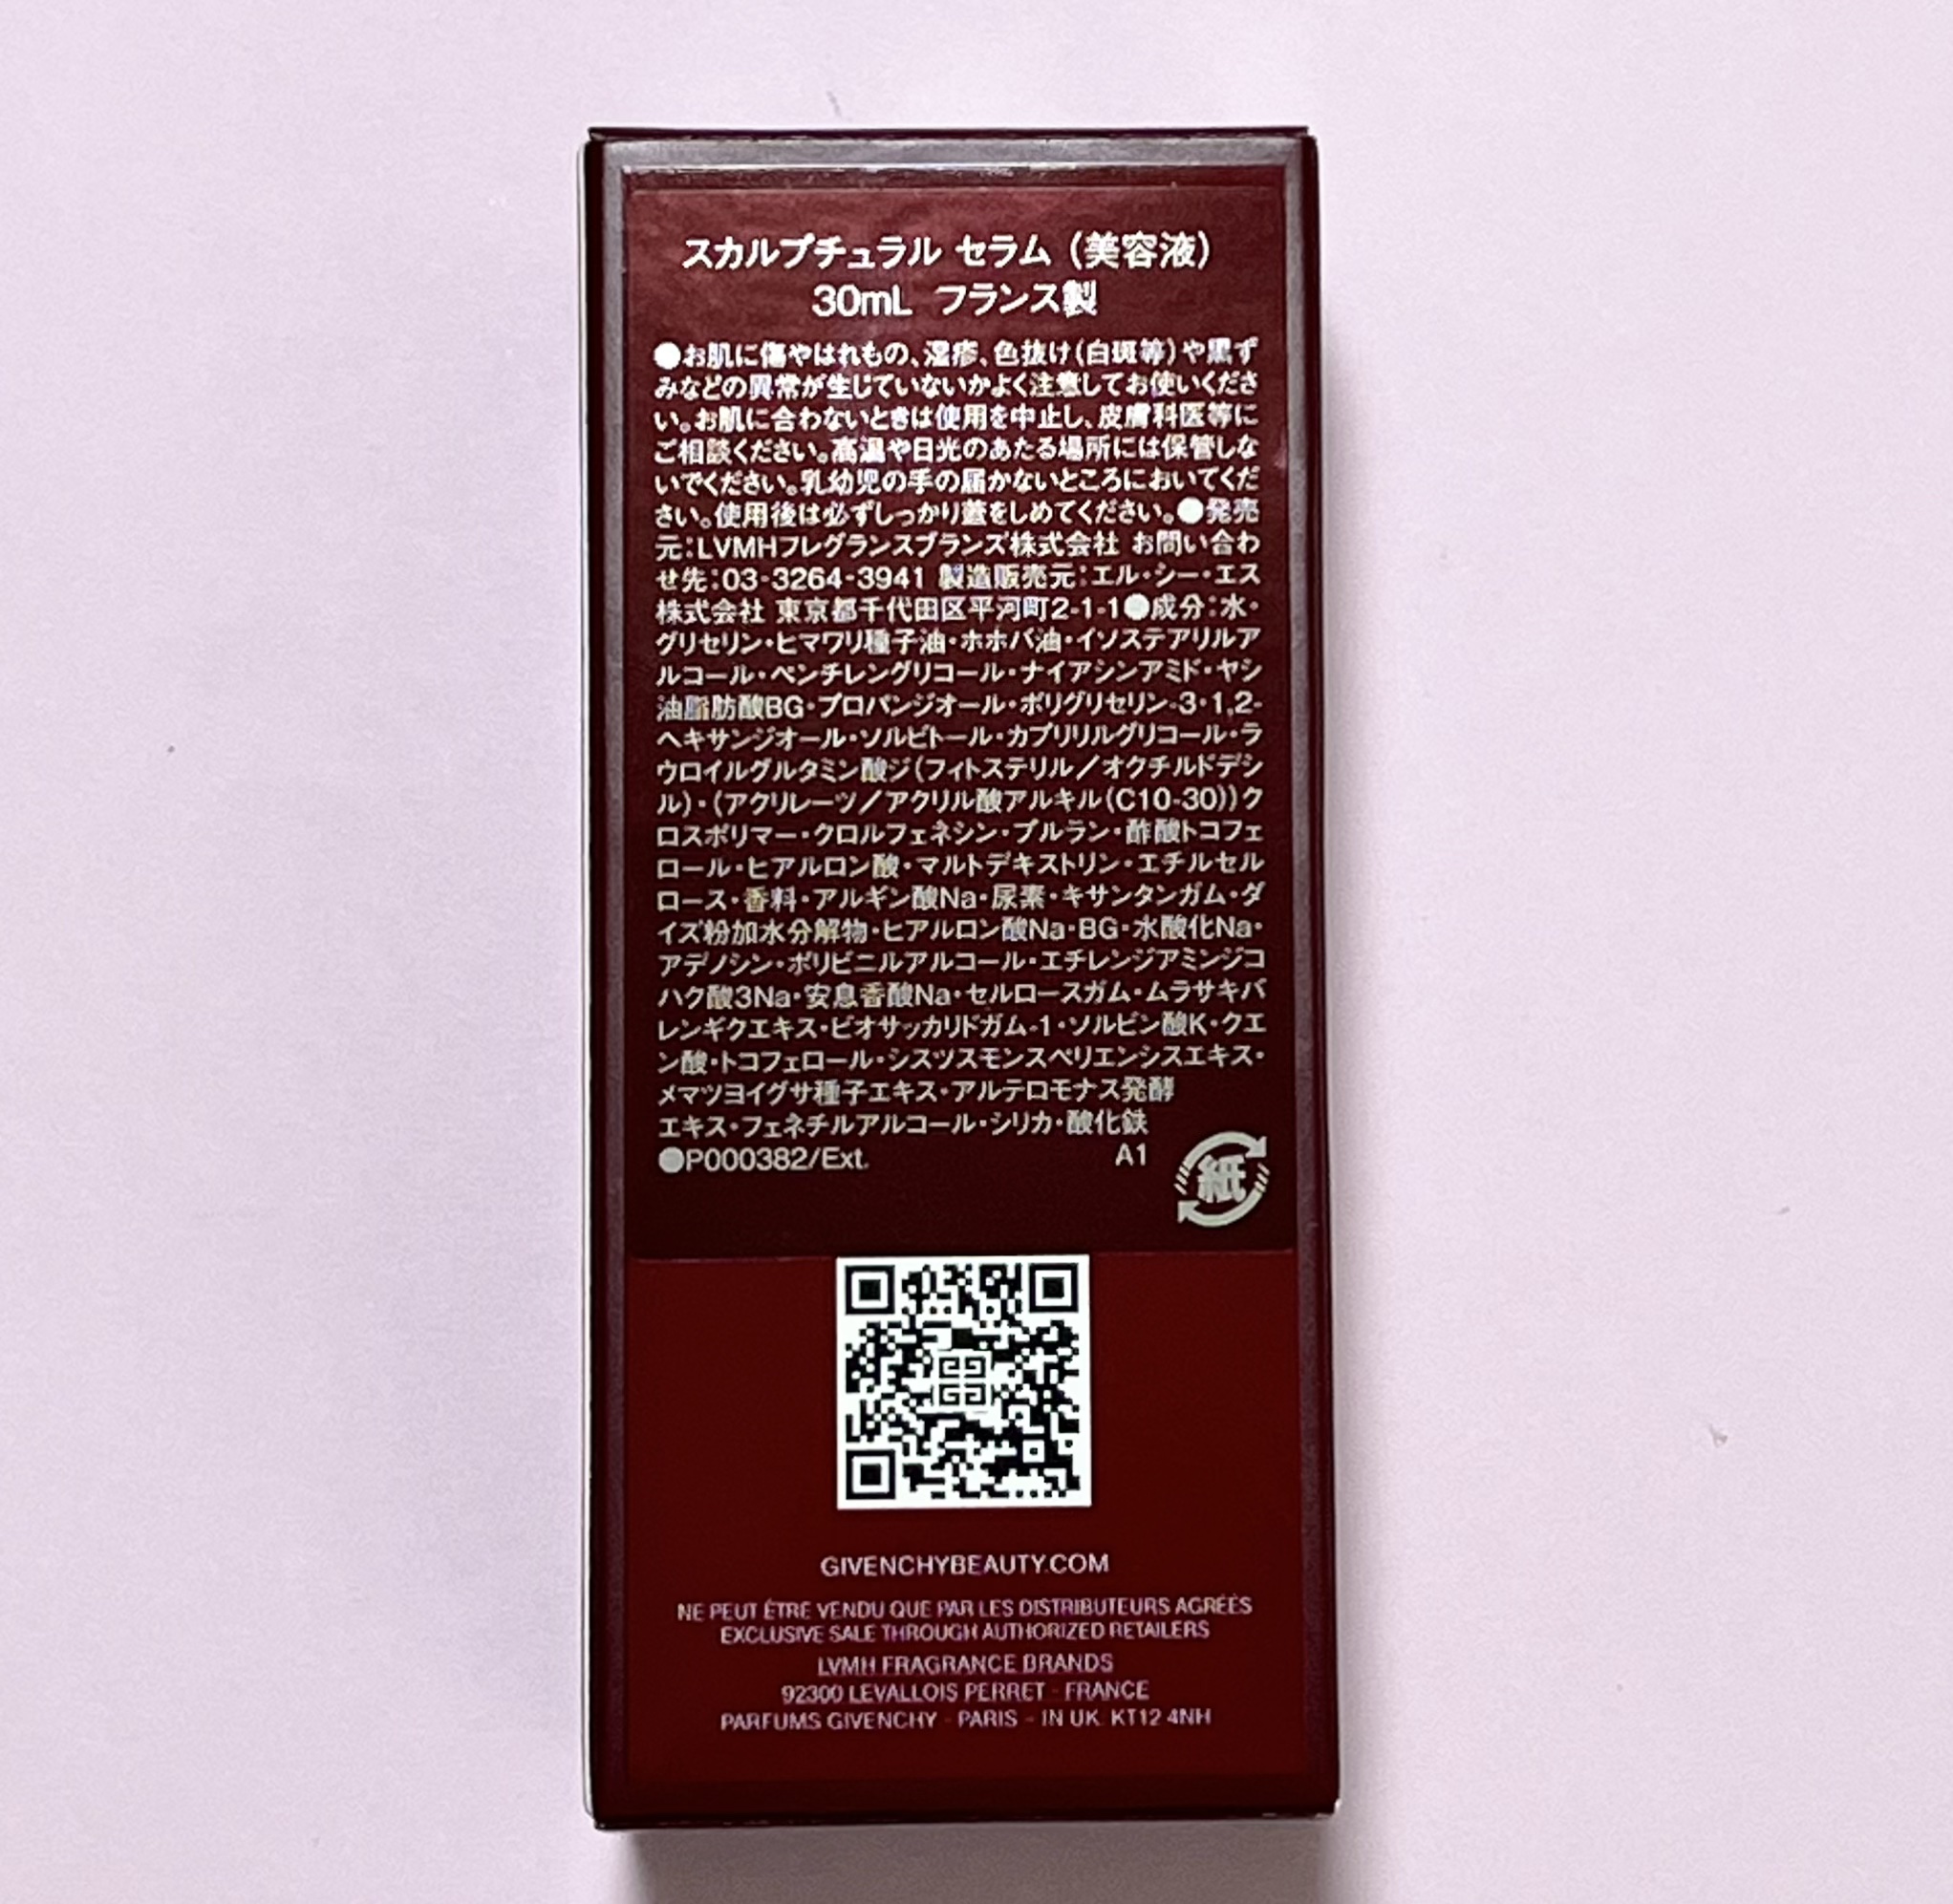 スカルプチュラル セラム（美容液）
30mL フランス製
●お肌に傷やはれもの、湿疹、色抜け（白斑等）や黒ず
みなどの異常が生じていないかよく注意してお使いくださ
い。お肌に合わないときは使用を中止し、皮膚科医等に
ご相談ください。高温や日光のあたる場所には保管しな
いでください。乳幼児の手の届かないところにおいてくだ
さい。使用後は必ずしっかり蓋をしめてください。●発売
元:LVMHフレグランスブランズ株式会社 お問い合わ
せ先:03-3264-3941 製造販売元:エル・シー・エス
株式会社 東京都千代田区平河町2-1-1●成分:水・
グリセリン・ヒマワリ種子油・ホホバ油・イソステアリルア
ルコール・ペンチレングリコール・ナイアシンアミド・ヤシ
油脂肪酸BG・プロパンジオール・ポリグリセリン-3・1,2-
ヘキサンジオール・ソルビトール・カプリリルグリコール・ラ
ウロイルグルタミン酸ジ（フィトステリル／オクチルドデシ
ル）・（アクリレーツ／アクリル酸アルキル（C10-30））ク
ロスポリマー・クロルフェネシン・プルラン・酢酸トコフェ
ロール・ヒアルロン酸・マルトデキストリン・エチルセル
ロース・香料・アルギン酸Na・尿素・キサンタンガム・ダ
イズ粉加水分解物・ヒアルロン酸Na・BG・水酸化Na・
アデノシン・ポリビニルアルコール・エチレンジアミンジコ
ハク酸3Na・安息香酸Na・セルロースガム・ムラサキバ
レンギクエキス・ビオサッカリドガム-1・ソルビン酸K・クエ
ン酸・トコフェロール・シスツスモンスペリエンシスエキス・
メマツヨイグサ種子エキス・アルテロモナス発酵
エキス・フェネチルアルコール・シリカ・酸化鉄
●P000382/Ext. A1
紙
GIVENCHYBEAUTY.COM
NE PEUT ÊTRE VENDU QUE PAR LES DISTRIBUTEURS AGRÉÉS
EXCLUSIVE SALE THROUGH AUTHORIZED RETAILERS
LVMH FRAGRANCE BRANDS
92300 LEVALLOIS PERRET - FRANCE
PARFUMS GIVENCHY - PARIS - IN UK. KT12 4NH